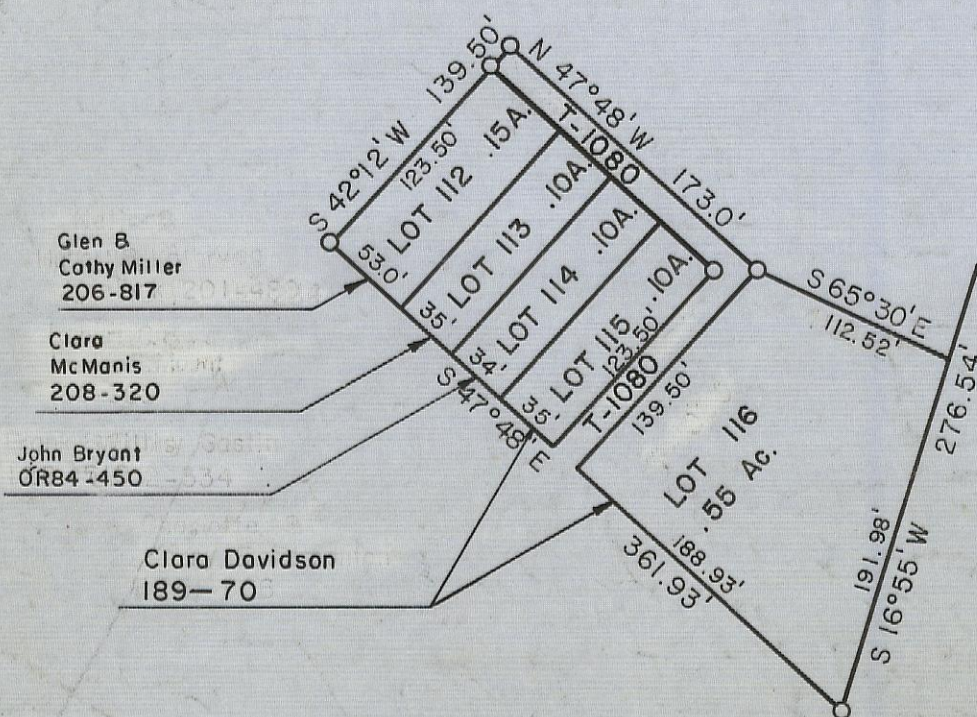 139.50'
N 47°48' W
173.0'
T-1080
S 42°12' W
123.50'
LOT 112 .15A.
53.0'
LOT 113 .10A.
35'
LOT 114 .10A.
34'
LOT 115 .10A.
35'
123.50'
T-1080
139.50'
S 47°48' E
S 65°30' E
112.52'
276.54'
LOT 116
.55 Ac.
188.93'
361.93'
191.98'
S 16°55' W
Glen B
Cathy Miller
206-817
Clara
McManis
208-320
John Bryant
OR84-450
Clara Davidson
189-70